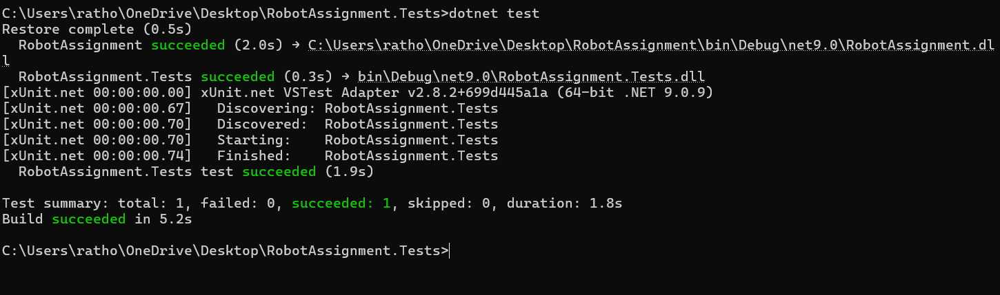 C:\Users\ratho\OneDrive\Desktop\RobotAssignment.Tests>dotnet test
Restore complete (0.5s)
  RobotAssignment succeeded (2.0s) → C:\Users\ratho\OneDrive\Desktop\RobotAssignment\bin\Debug\net9.0\RobotAssignment.dl
l
  RobotAssignment.Tests succeeded (0.3s) → bin\Debug\net9.0\RobotAssignment.Tests.dll
[xUnit.net 00:00:00.00] xUnit.net VSTest Adapter v2.8.2+699d445a1a (64-bit .NET 9.0.9)
[xUnit.net 00:00:00.67]   Discovering: RobotAssignment.Tests
[xUnit.net 00:00:00.70]   Discovered:  RobotAssignment.Tests
[xUnit.net 00:00:00.70]   Starting:    RobotAssignment.Tests
[xUnit.net 00:00:00.74]   Finished:    RobotAssignment.Tests
  RobotAssignment.Tests test succeeded (1.9s)

Test summary: total: 1, failed: 0, succeeded: 1, skipped: 0, duration: 1.8s
Build succeeded in 5.2s

C:\Users\ratho\OneDrive\Desktop\RobotAssignment.Tests>